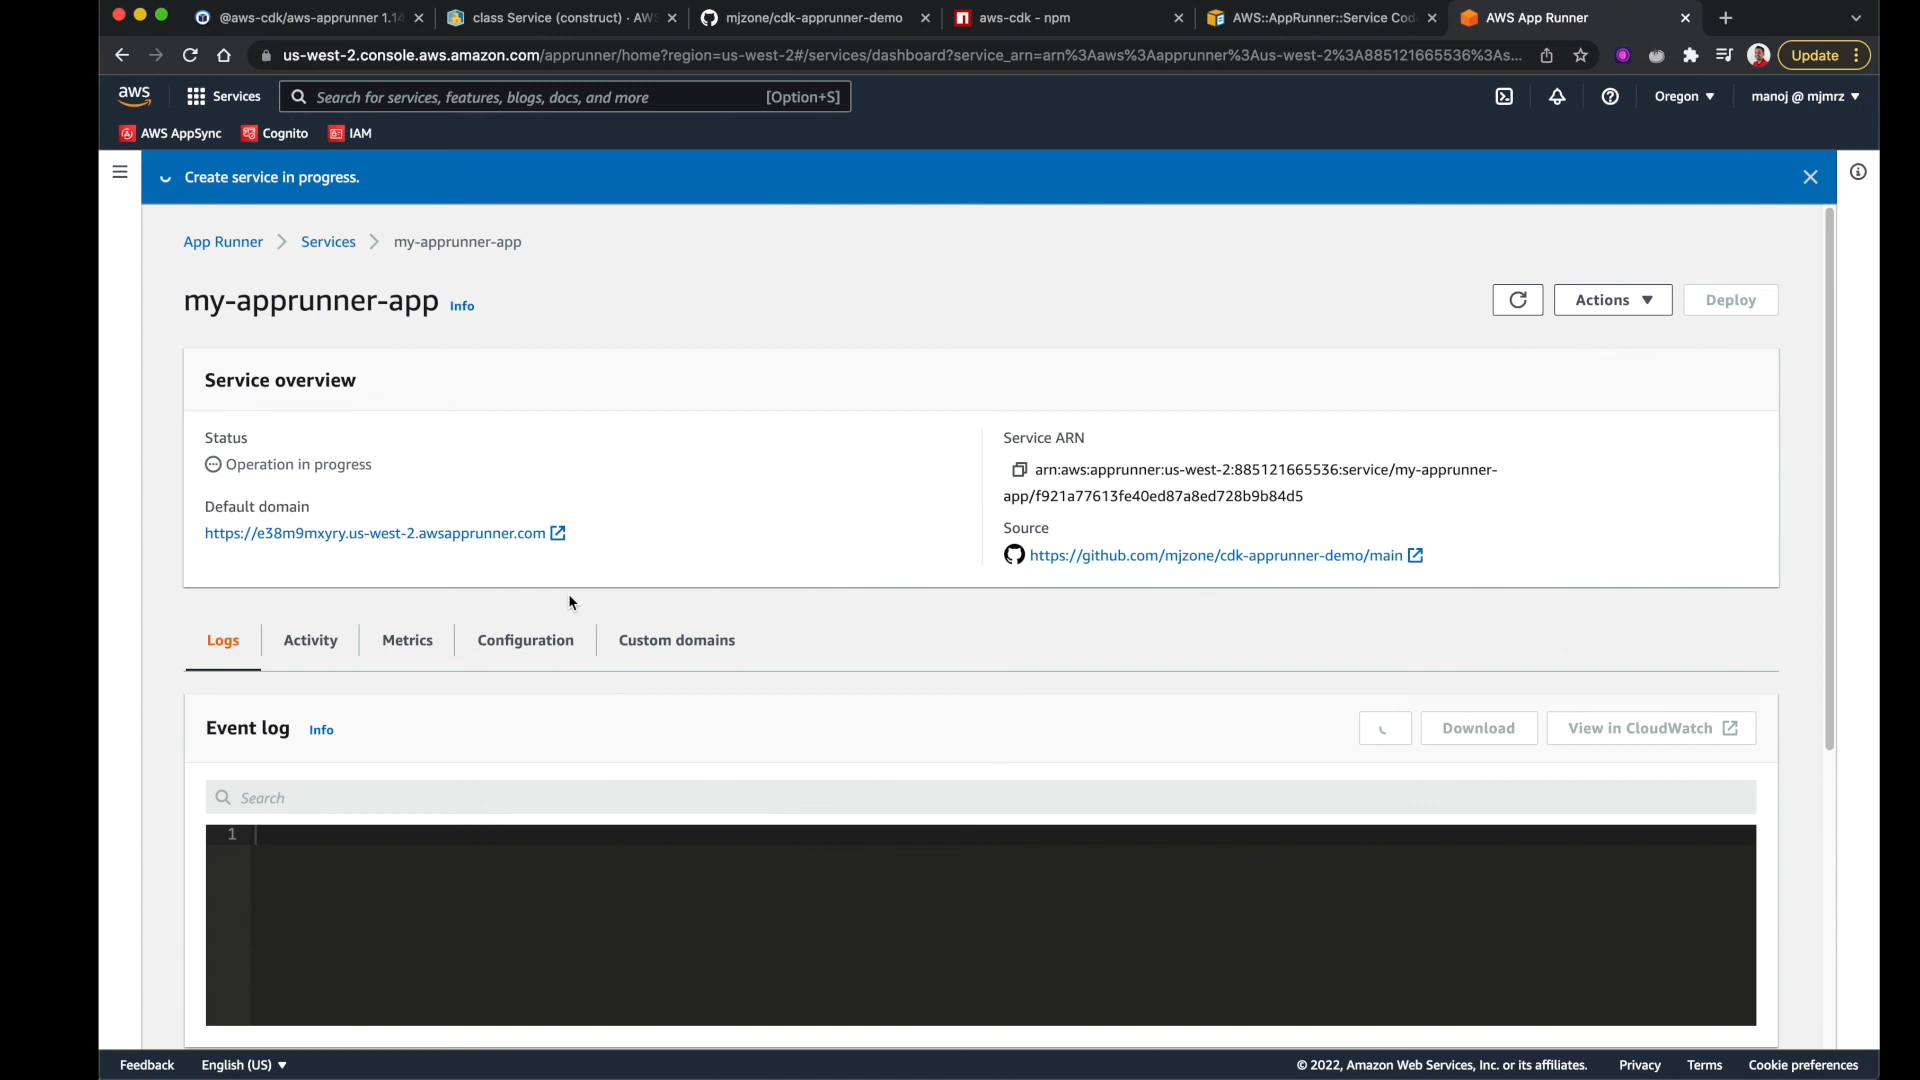 @aws-cdk/aws-apprunner 1.14
class Service (construct) · AWS
mjzone/cdk-apprunner-demo
aws-cdk - npm
AWS::AppRunner::Service Cod
AWS App Runner
us-west-2.console.aws.amazon.com/apprunner/home?region=us-west-2#/services/dashboard?service_arn=arn%3Aaws%3Aapprunner%3Aus-west-2%3A885121665536%3As...
Update
aws
Services
Search for services, features, blogs, docs, and more
[Option+S]
Oregon
manoj @ mjmrz
AWS AppSync
Cognito
IAM
Create service in progress.
App Runner
Services
my-apprunner-app
my-apprunner-app
Info
Actions
Deploy
Service overview
Status
Operation in progress
Default domain
https://e38m9mxyry.us-west-2.awsapprunner.com
Service ARN
arn:aws:apprunner:us-west-2:885121665536:service/my-apprunner-
app/f921a77613fe40ed87a8ed728b9b84d5
Source
https://github.com/mjzone/cdk-apprunner-demo/main
Logs
Activity
Metrics
Configuration
Custom domains
Event log
Info
Download
View in CloudWatch
Search
1
Feedback
English (US)
© 2022, Amazon Web Services, Inc. or its affiliates.
Privacy
Terms
Cookie preferences